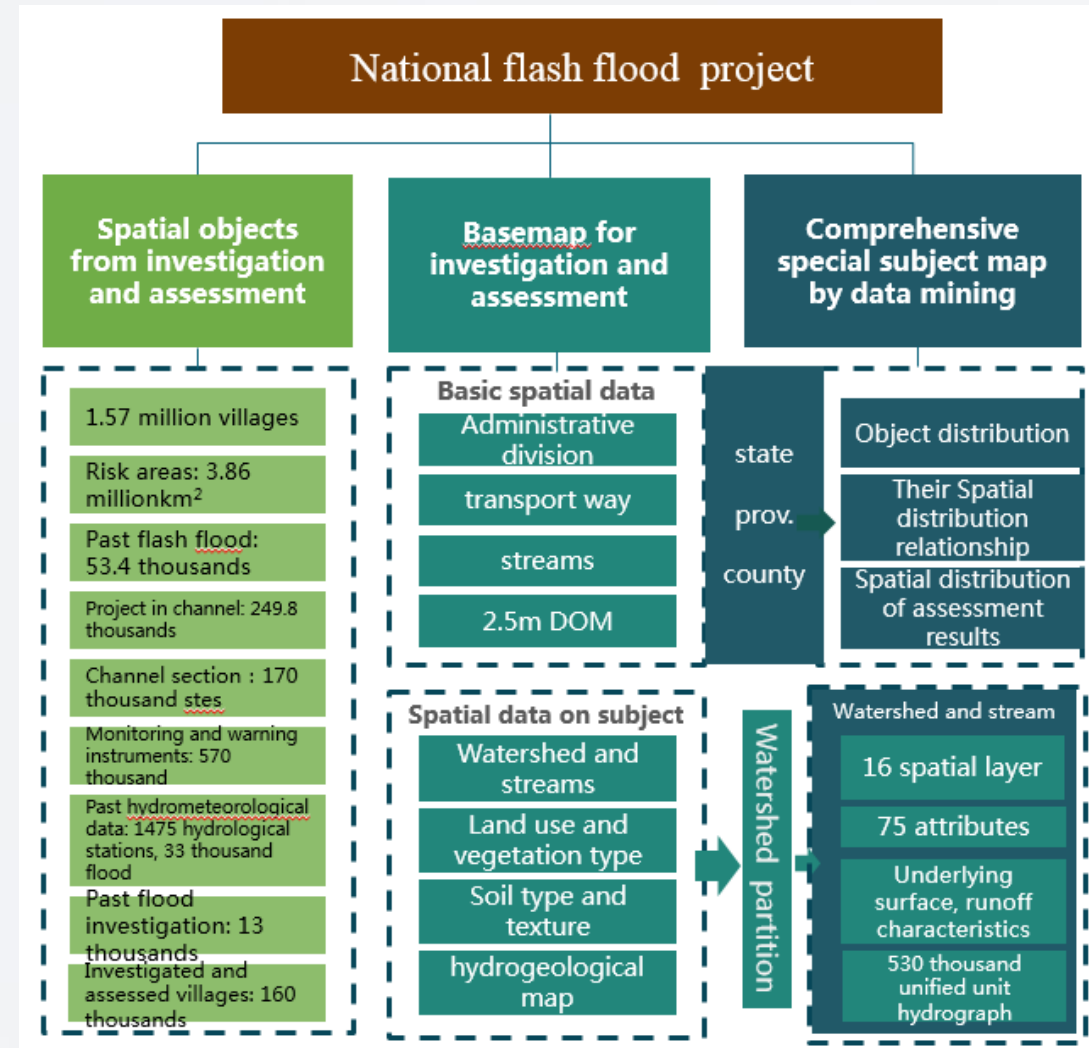 National flash flood project
Spatial objects
from investigation
and assessment
Basemap for
investigation and
assessment
Comprehensive
special subject map
by data mining
1.57 million villages
Risk areas: 3.86
millionkm²
Past flash flood:
53.4 thousands
Project in channel: 249.8
thousands
Channel section : 170
thousand stes
Monitoring and warning
instruments: 570
thousand
Past hydrometeorological
data: 1475 hydrological
stations, 33 thousand
flood
Past flood
investigation: 13
thousands
Investigated and
assessed villages: 160
thousands
Basic spatial data
Administrative
division
transport way
streams
2.5m DOM
state
prov.
county
Object distribution
Their Spatial
distribution
relationship
Spatial distribution
of assessment
results
Spatial data on subject
Watershed and
streams
Land use and
vegetation type
Soil type and
texture
hydrogeological
map
Watershed partition
Watershed and stream
16 spatial layer
75 attributes
Underlying
surface, runoff
characteristics
530 thousand
unified unit
hydrograph